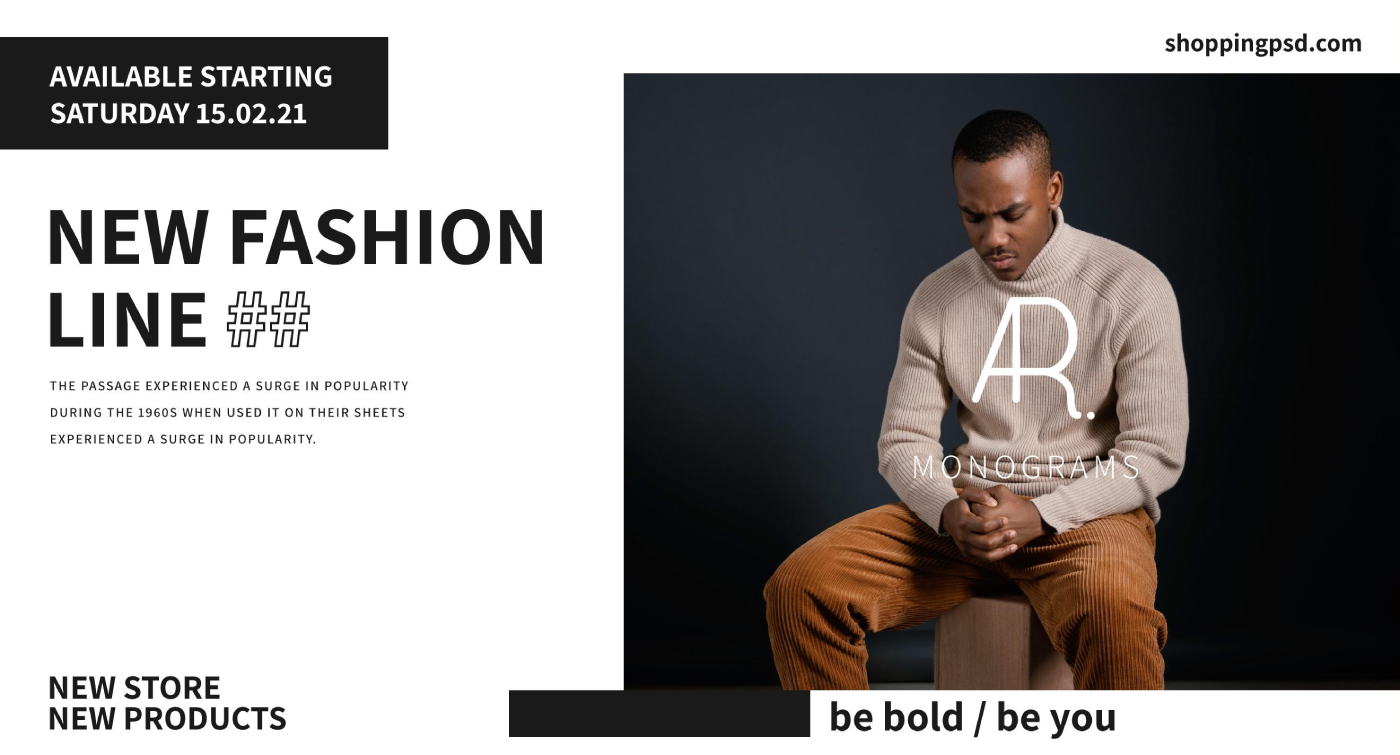 shoppingpsd.com
AVAILABLE STARTING
SATURDAY 15.02.21
NEW FASHION
LINE ##
THE PASSAGE EXPERIENCED A SURGE IN POPULARITY
DURING THE 1960S WHEN USED IT ON THEIR SHEETS
EXPERIENCED A SURGE IN POPULARITY.
AR.
MONOGRAMS
NEW STORE
NEW PRODUCTS
be bold / be you